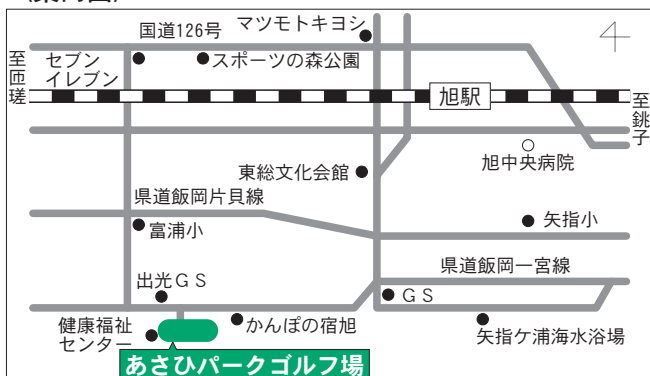 国道126号
マツモトキヨシ
至匝瑳
セブン
イレブン
スポーツの森公園
旭駅
至銚子
旭中央病院
東総文化会館
県道飯岡片貝線
富浦小
矢指小
県道飯岡一宮線
出光GS
GS
健康福祉
センター
かんぽの宿旭
矢指ケ浦海水浴場
あさひパークゴルフ場